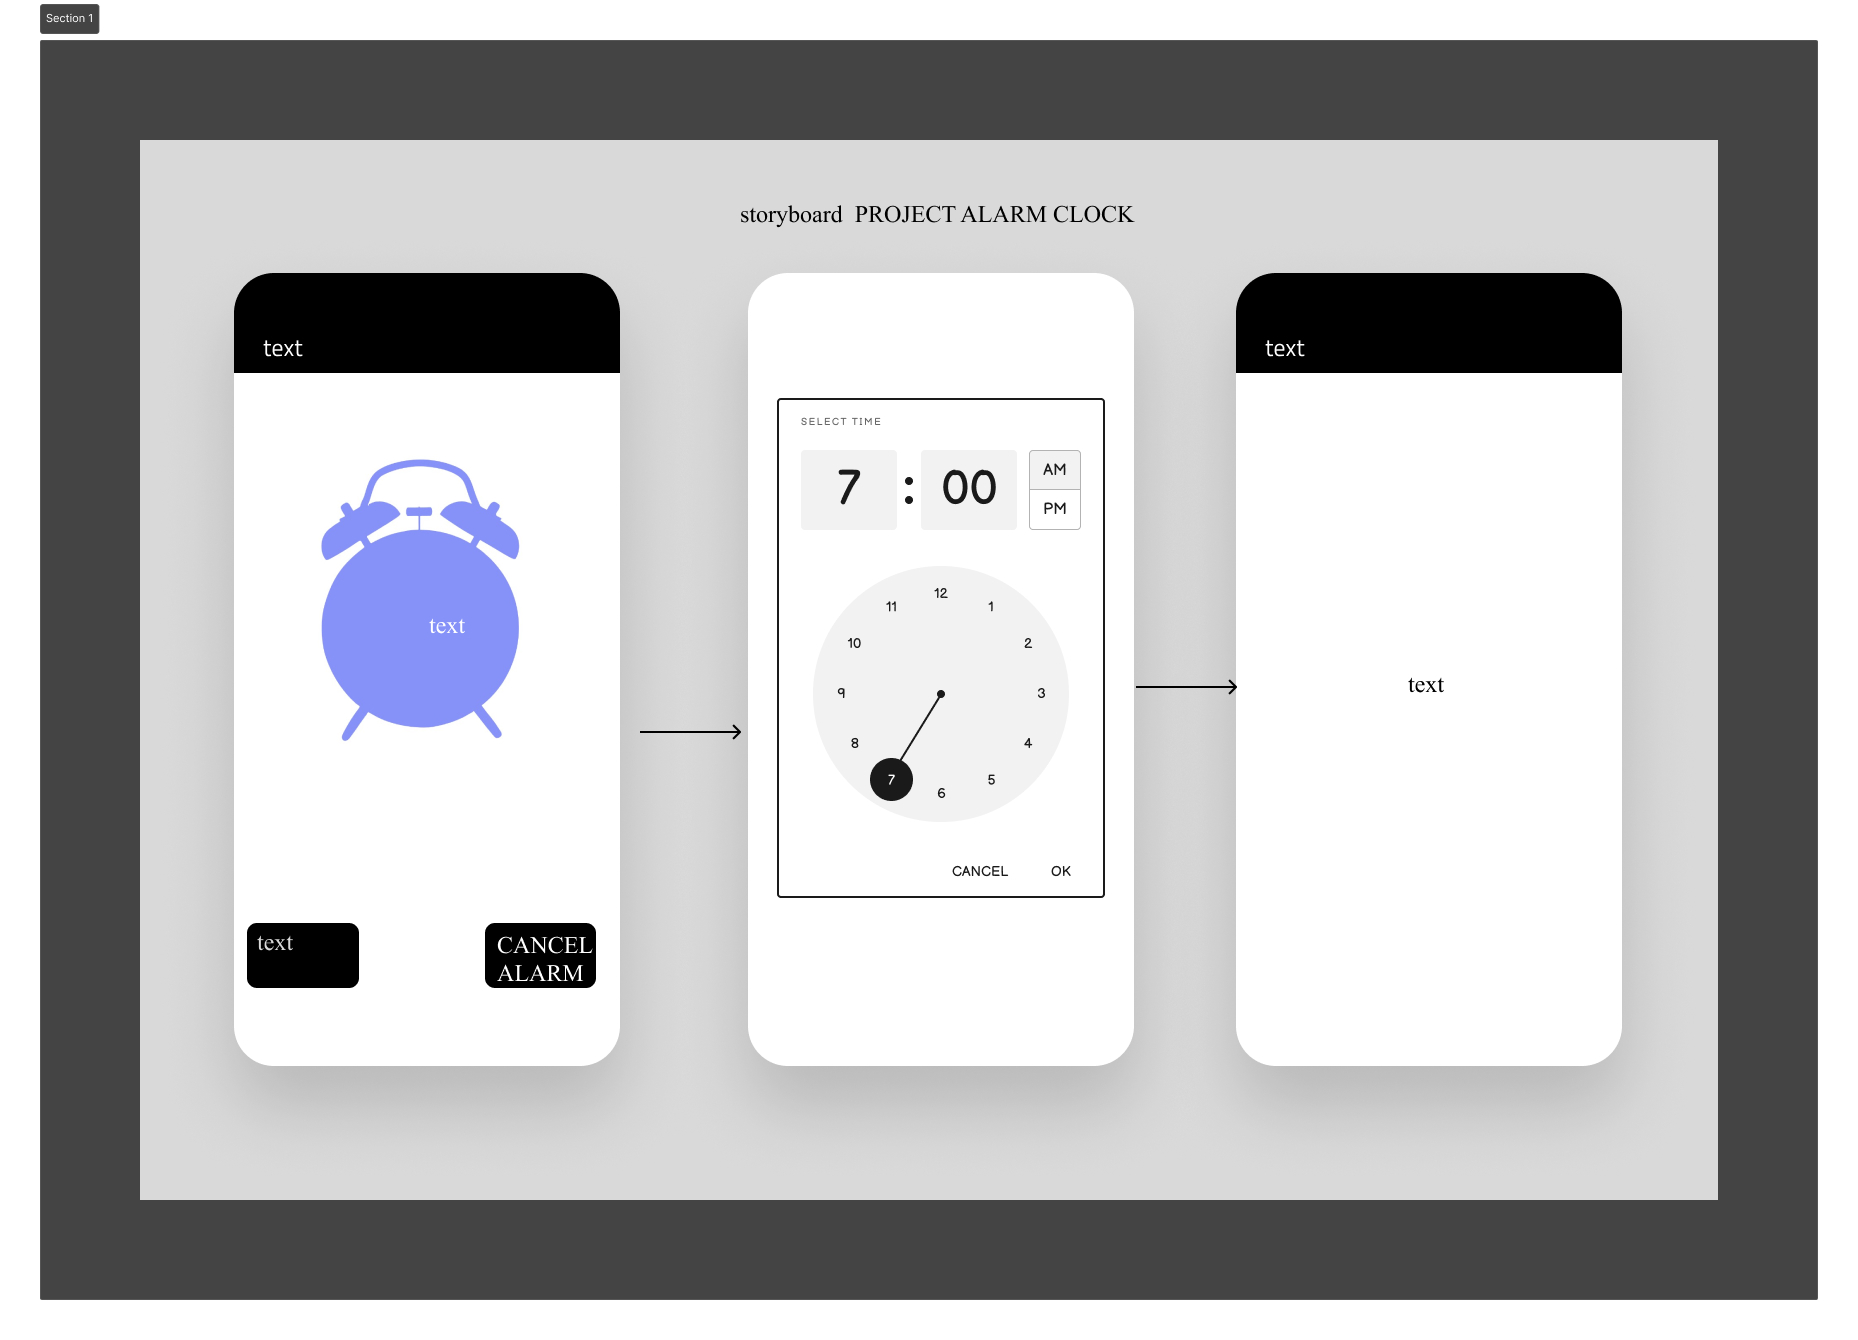 Section 1
storyboard  PROJECT ALARM CLOCK
text
text
text
CANCEL
ALARM
SELECT TIME
7 : 00
AM
PM
12
1
2
3
4
5
6
7
8
9
10
11
CANCEL OK
text
text